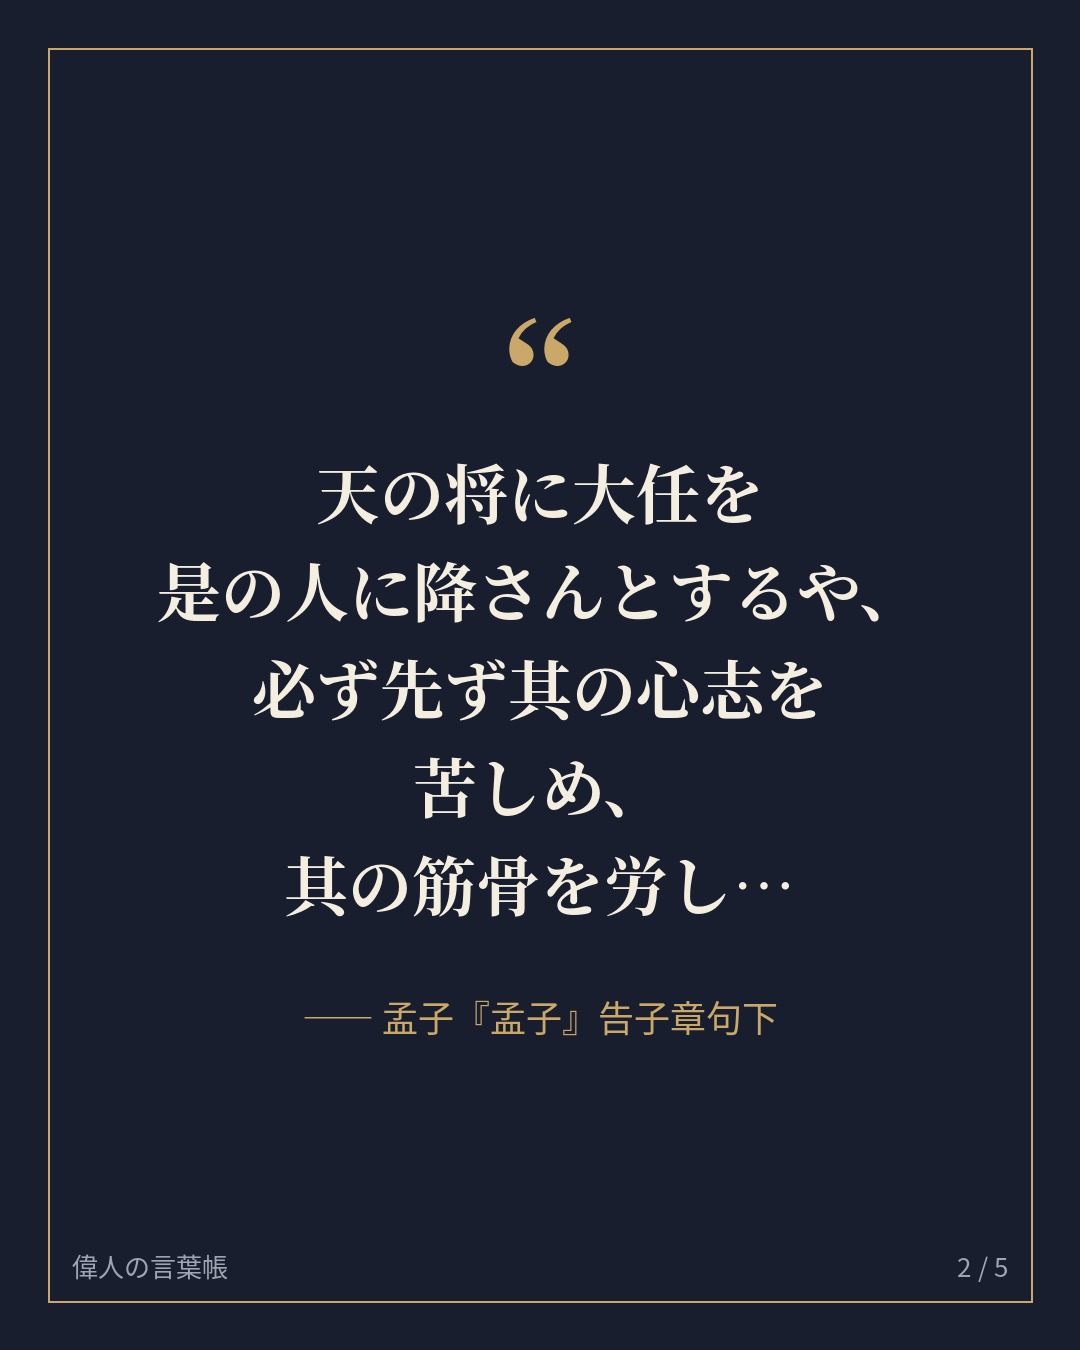 “
天の将に大任を
是の人に降さんとするや、
必ず先ず其の心志を
苦しめ、
其の筋骨を労し…
―― 孟子『孟子』告子章句下
偉人の言葉帳
2 / 5